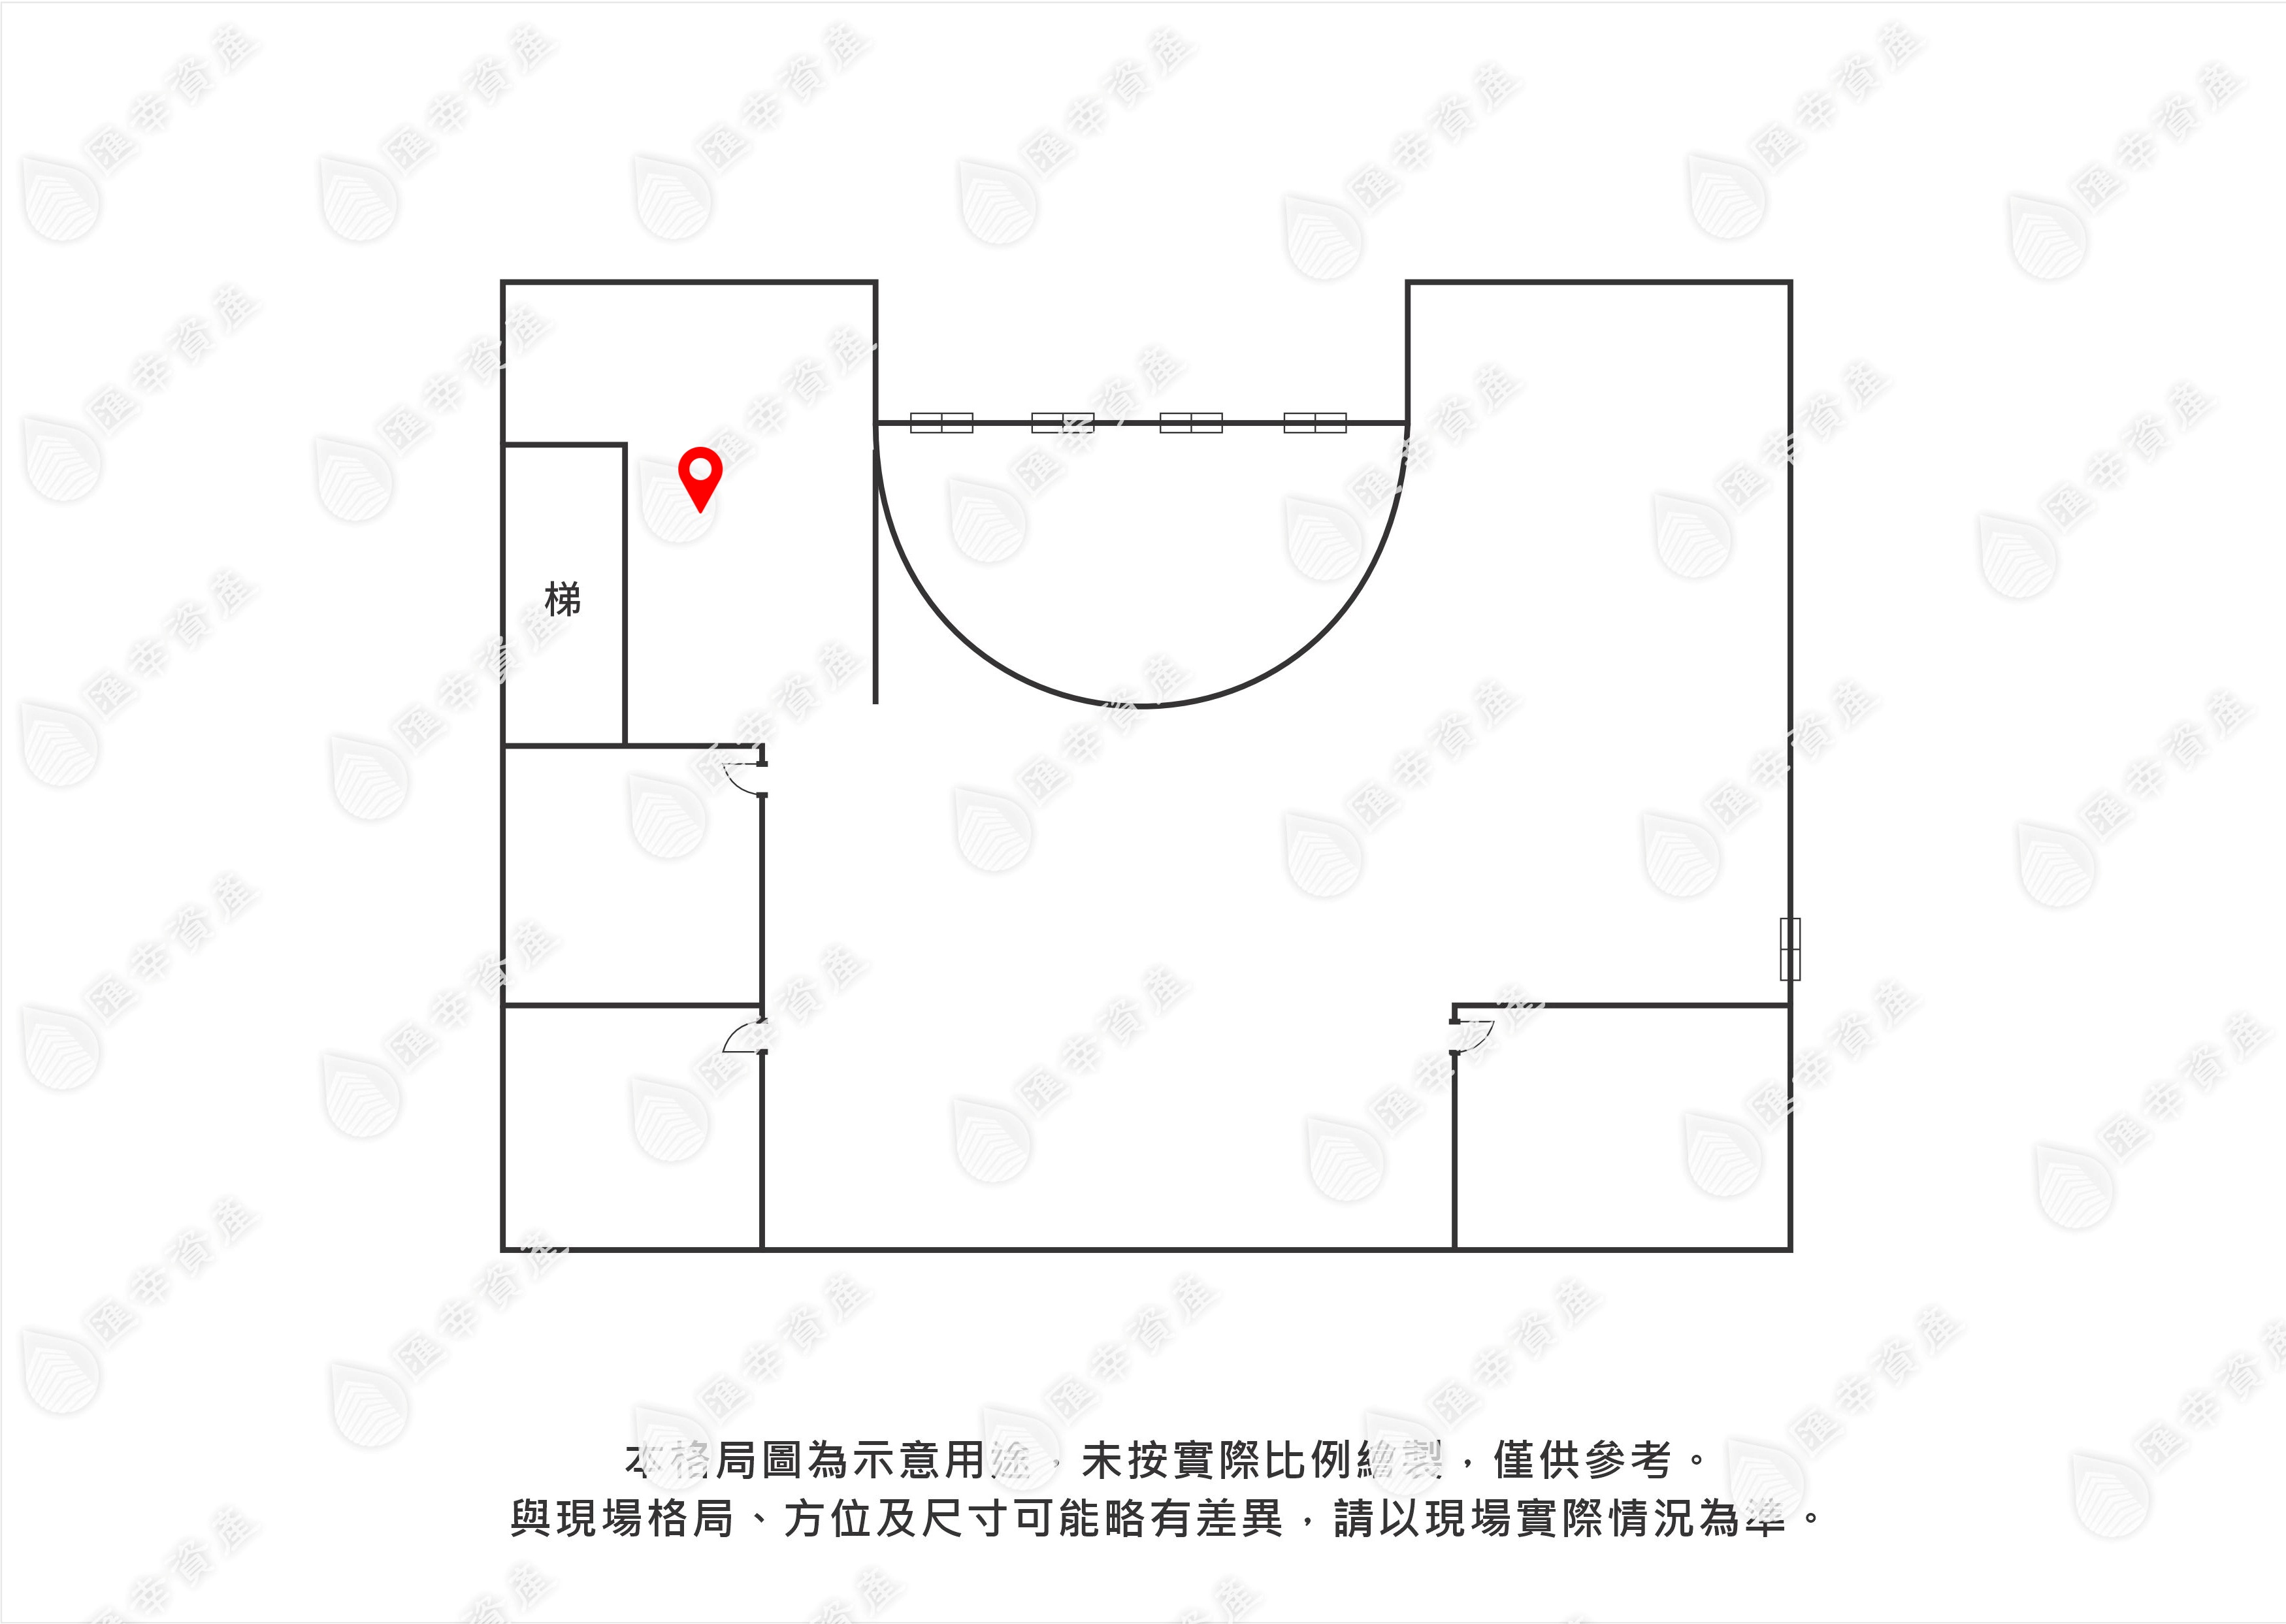 梯
本格局圖為示意用途，未按實際比例繪製，僅供參考。
與現場格局、方位及尺寸可能略有差異，請以現場實際情況為準。